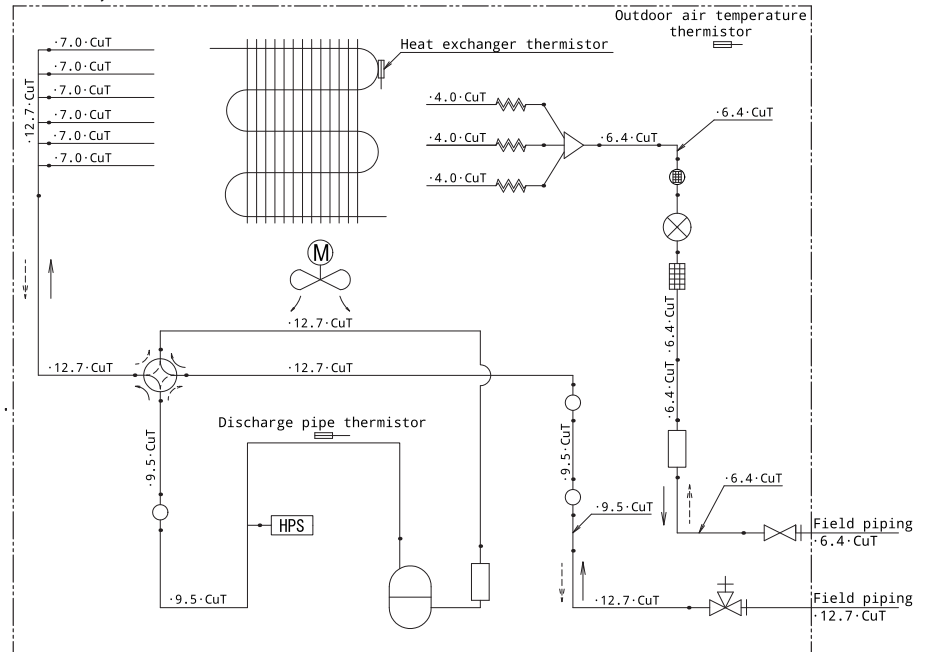 Outdoor air temperature
thermistor
·7.0·CuT
·7.0·CuT
·7.0·CuT
·7.0·CuT
·7.0·CuT
·7.0·CuT
·12.7·CuT
Heat exchanger thermistor
·4.0·CuT
·4.0·CuT
·4.0·CuT
·6.4·CuT
·6.4·CuT
M
·6.4·CuT
·6.4·CuT
·12.7·CuT
·12.7·CuT
·12.7·CuT
Discharge pipe thermistor
·9.5·CuT
·9.5·CuT
HPS
·6.4·CuT
·9.5·CuT
Field piping
·6.4·CuT
·9.5·CuT
·12.7·CuT
Field piping
·12.7·CuT